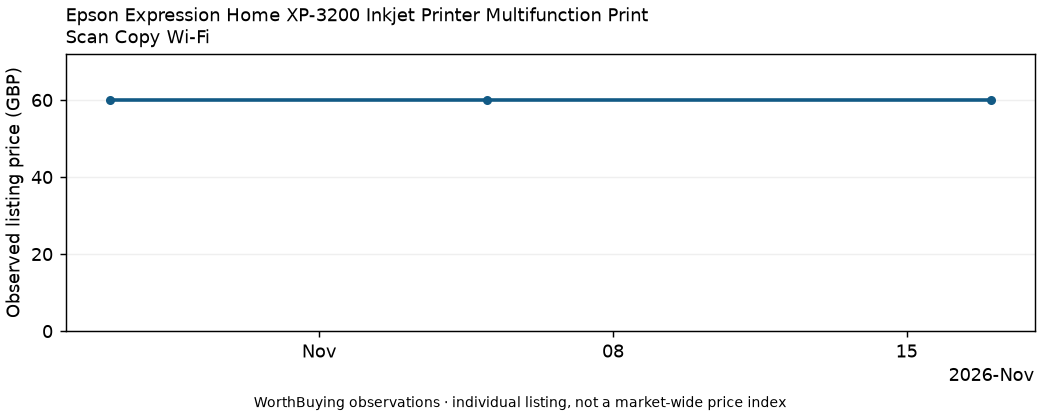 Epson Expression Home XP-3200 Inkjet Printer Multifunction Print
Scan Copy Wi-Fi
Observed listing price (GBP)
60
40
20
0
Nov
08
15
2026-Nov
WorthBuying observations · individual listing, not a market-wide price index